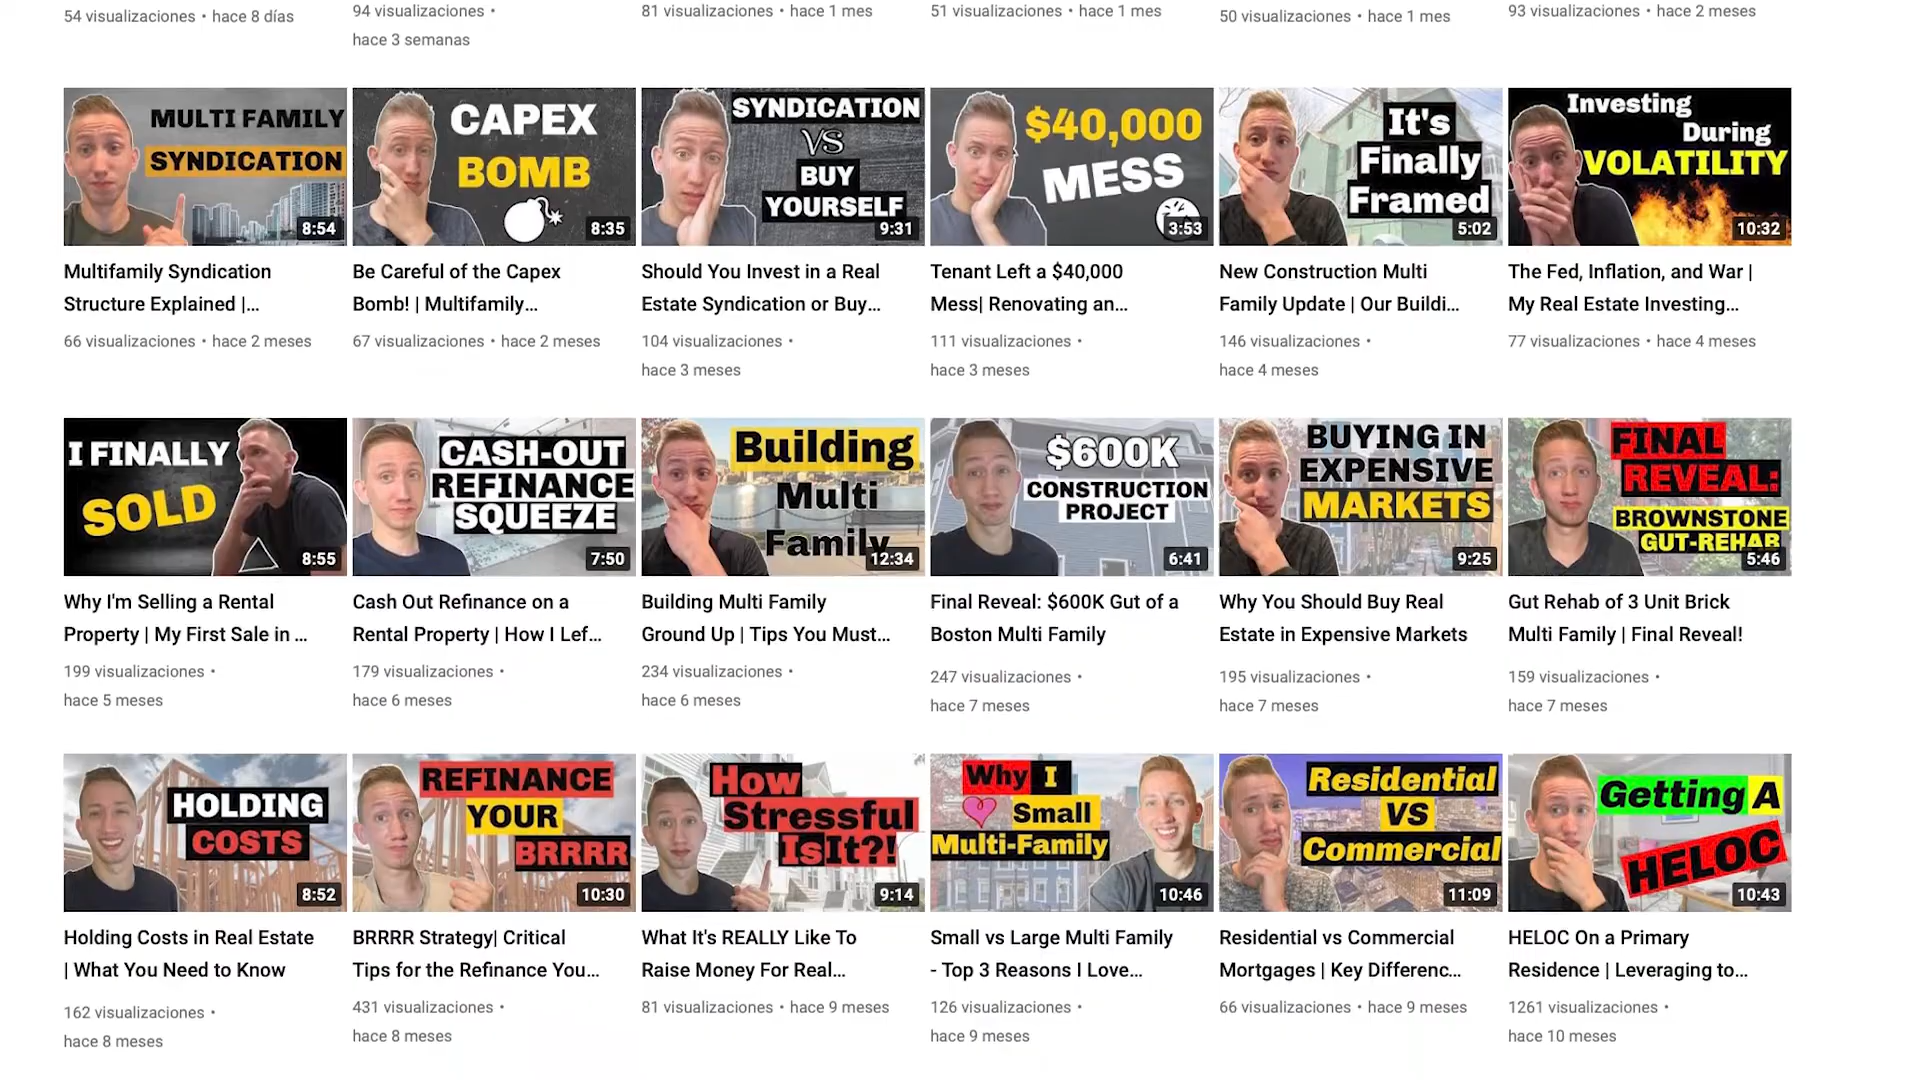 54 visualizaciones • hace 8 días
94 visualizaciones •
hace 3 semanas
81 visualizaciones • hace 1 mes
51 visualizaciones • hace 1 mes
50 visualizaciones • hace 1 mes
93 visualizaciones • hace 2 meses
MULTI FAMILY
SYNDICATION
8:54
Multifamily Syndication
Structure Explained |...
66 visualizaciones • hace 2 meses
CAPEX
BOMB
8:35
Be Careful of the Capex
Bomb! | Multifamily...
67 visualizaciones • hace 2 meses
SYNDICATION
VS
BUY
YOURSELF
9:31
Should You Invest in a Real
Estate Syndication or Buy...
104 visualizaciones •
hace 3 meses
$40,000
MESS
3:53
Tenant Left a $40,000
Mess| Renovating an...
111 visualizaciones •
hace 3 meses
It's
Finally
Framed
5:02
New Construction Multi
Family Update | Our Buildi...
146 visualizaciones •
hace 4 meses
Investing
During
VOLATILITY
10:32
The Fed, Inflation, and War |
My Real Estate Investing...
77 visualizaciones • hace 4 meses
I FINALLY
SOLD
8:55
Why I'm Selling a Rental
Property | My First Sale in ...
199 visualizaciones •
hace 5 meses
CASH-OUT
REFINANCE
SQUEEZE
7:50
Cash Out Refinance on a
Rental Property | How I Lef...
179 visualizaciones •
hace 6 meses
Building
Multi
Family
12:34
Building Multi Family
Ground Up | Tips You Must...
234 visualizaciones •
hace 6 meses
$600K
CONSTRUCTION
PROJECT
6:41
Final Reveal: $600K Gut of a
Boston Multi Family
247 visualizaciones •
hace 7 meses
BUYING IN
EXPENSIVE
MARKETS
9:25
Why You Should Buy Real
Estate in Expensive Markets
195 visualizaciones •
hace 7 meses
FINAL
REVEAL:
BROWNSTONE
GUT-REHAB
5:46
Gut Rehab of 3 Unit Brick
Multi Family | Final Reveal!
159 visualizaciones •
hace 7 meses
HOLDING
COSTS
8:52
Holding Costs in Real Estate
| What You Need to Know
162 visualizaciones •
hace 8 meses
REFINANCE
YOUR
BRRRR
10:30
BRRRR Strategy| Critical
Tips for the Refinance You...
431 visualizaciones •
hace 8 meses
How
Stressful
IsIt?!
9:14
What It's REALLY Like To
Raise Money For Real...
81 visualizaciones • hace 9 meses
Why I
Small
Multi-Family
10:46
Small vs Large Multi Family
- Top 3 Reasons I Love...
126 visualizaciones •
hace 9 meses
Residential
VS
Commercial
11:09
Residential vs Commercial
Mortgages | Key Differenc...
66 visualizaciones • hace 9 meses
Getting A
HELOC
10:43
HELOC On a Primary
Residence | Leveraging to...
1261 visualizaciones •
hace 10 meses